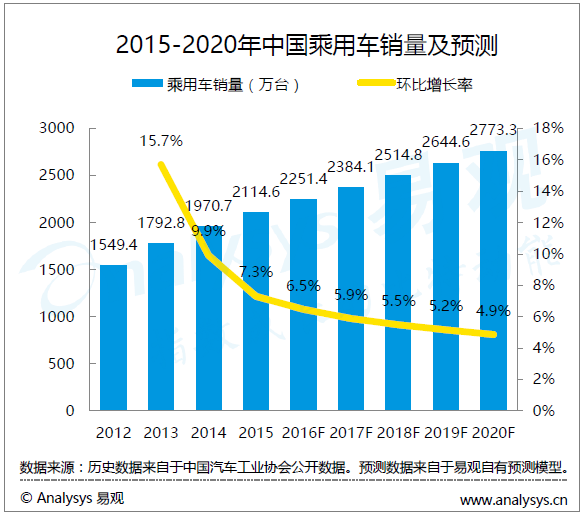 2015-2020年中国乘用车销量及预测
乘用车销量（万台） 环比增长率
3000 18%
2500 16%
2000 14%
1500 12%
1000 10%
500 8%
0 6%
4%
2%
0%
1549.4 1792.8 1970.7 2114.6 2251.4 2384.1 2514.8 2644.6 2773.3
15.7% 9.9% 7.3% 6.5% 5.9% 5.5% 5.2% 4.9%
2012 2013 2014 2015 2016F 2017F 2018F 2019F 2020F
Analysys 易观
数据来源：历史数据来自于中国汽车工业协会公开数据。预测数据来自于易观自有预测模型。
© Analysys 易观 www.analysys.cn